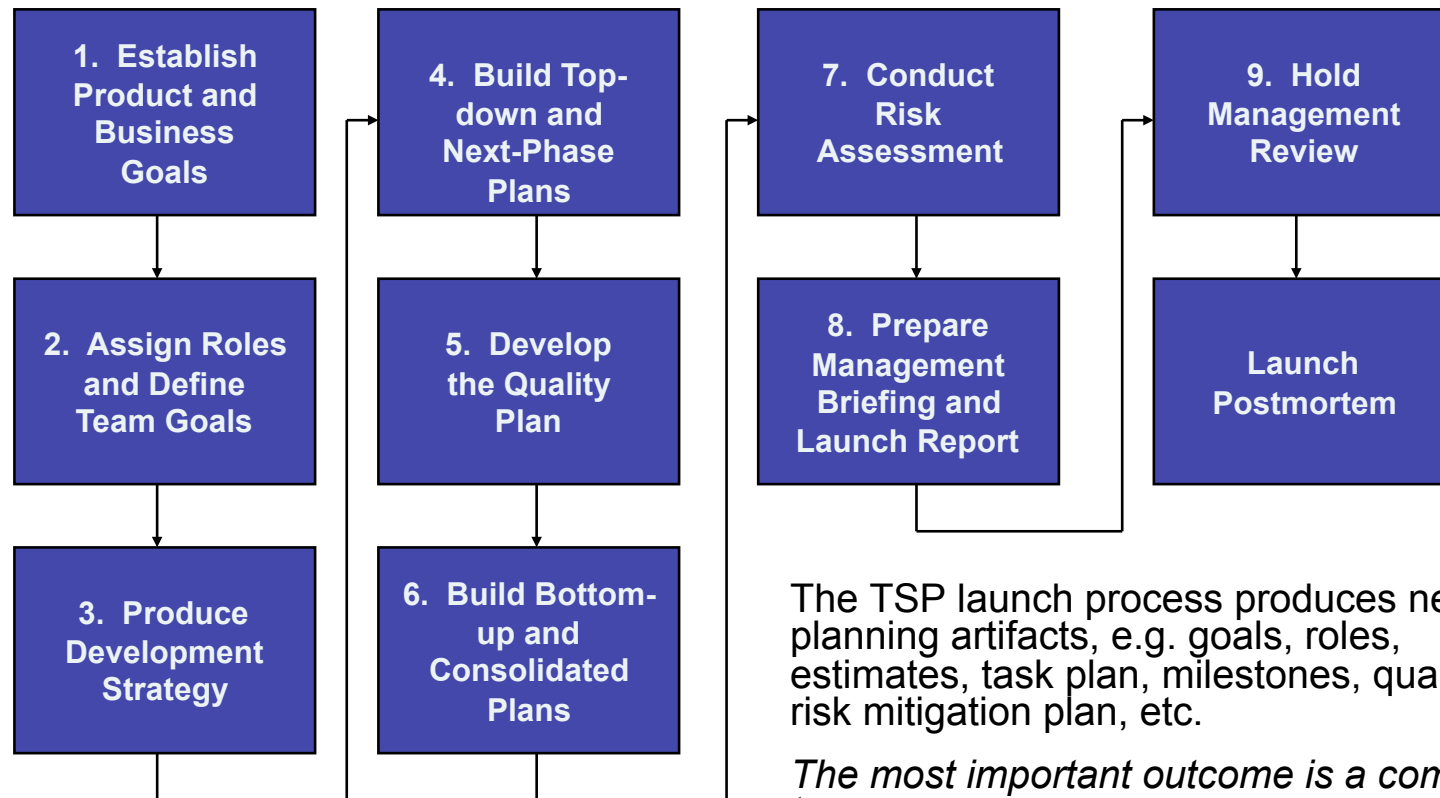 1. Establish
Product and
Business
Goals
2. Assign Roles
and Define
Team Goals
3. Produce
Development
Strategy
4. Build Top-
down and
Next-Phase
Plans
5. Develop
the Quality
Plan
6. Build Bottom-
up and
Consolidated
Plans
7. Conduct
Risk
Assessment
8. Prepare
Management
Briefing and
Launch Report
9. Hold
Management
Review
Launch
Postmortem
The TSP launch process produces ne
planning artifacts, e.g. goals, roles,
estimates, task plan, milestones, qua
risk mitigation plan, etc.
The most important outcome is a com